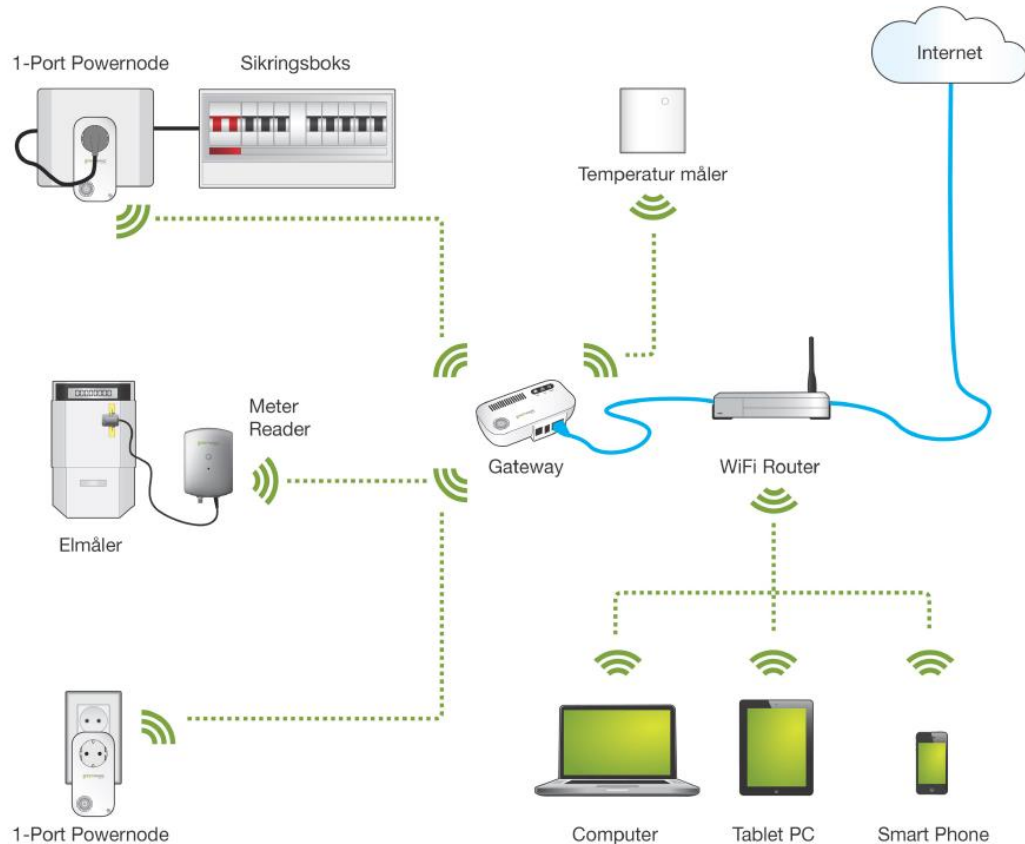 1-Port Powernode
Sikringsboks
Internet
Temperatur måler
Meter
Reader
Gateway
WiFi Router
Elmåler
1-Port Powernode
Computer
Tablet PC
Smart Phone